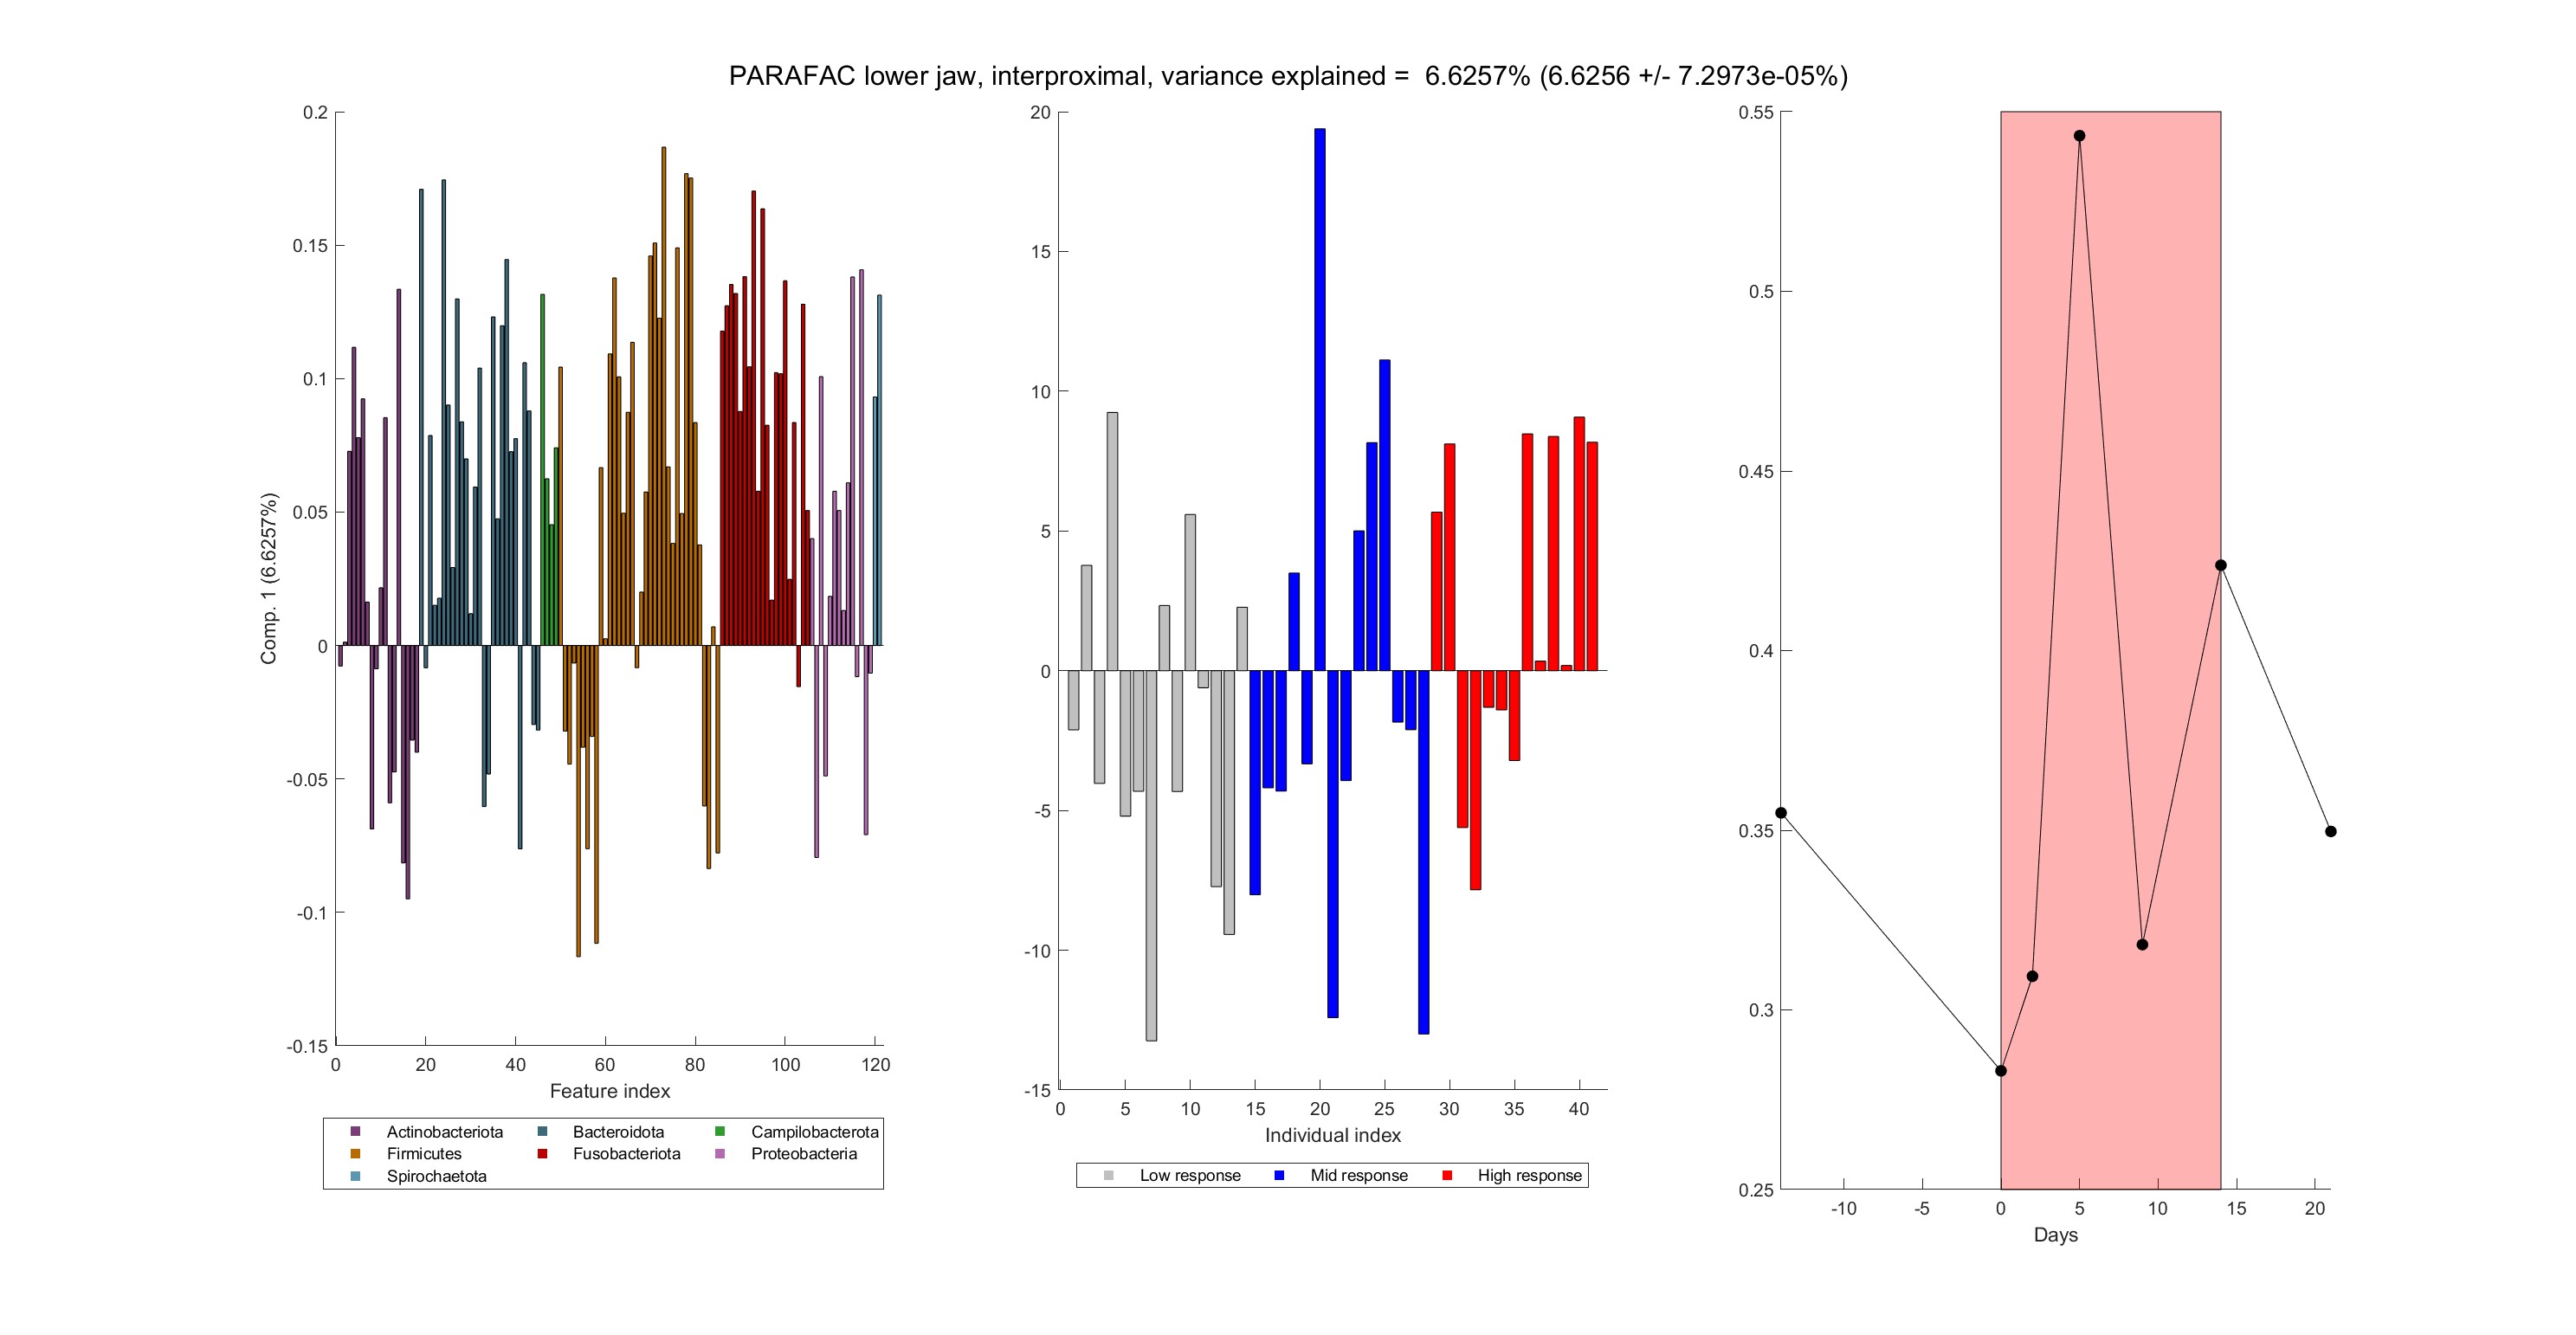 PARAFAC lower jaw, interproximal, variance explained =  6.6257% (6.6256 +/- 7.2973e-05%)
Comp. 1 (6.6257%)
0.2
0.15
0.1
0.05
0
-0.05
-0.1
-0.15
0 20 40 60 80 100 120
Feature index
Actinobacteriota Bacteroidota Campilobacterota
Firmicutes Fusobacteriota Proteobacteria
Spirochaetota
20
15
10
5
0
-5
-10
-15
0 5 10 15 20 25 30 35 40
Individual index
Low response Mid response High response
0.55
0.5
0.45
0.4
0.35
0.3
0.25
-10 -5 0 5 10 15 20
Days